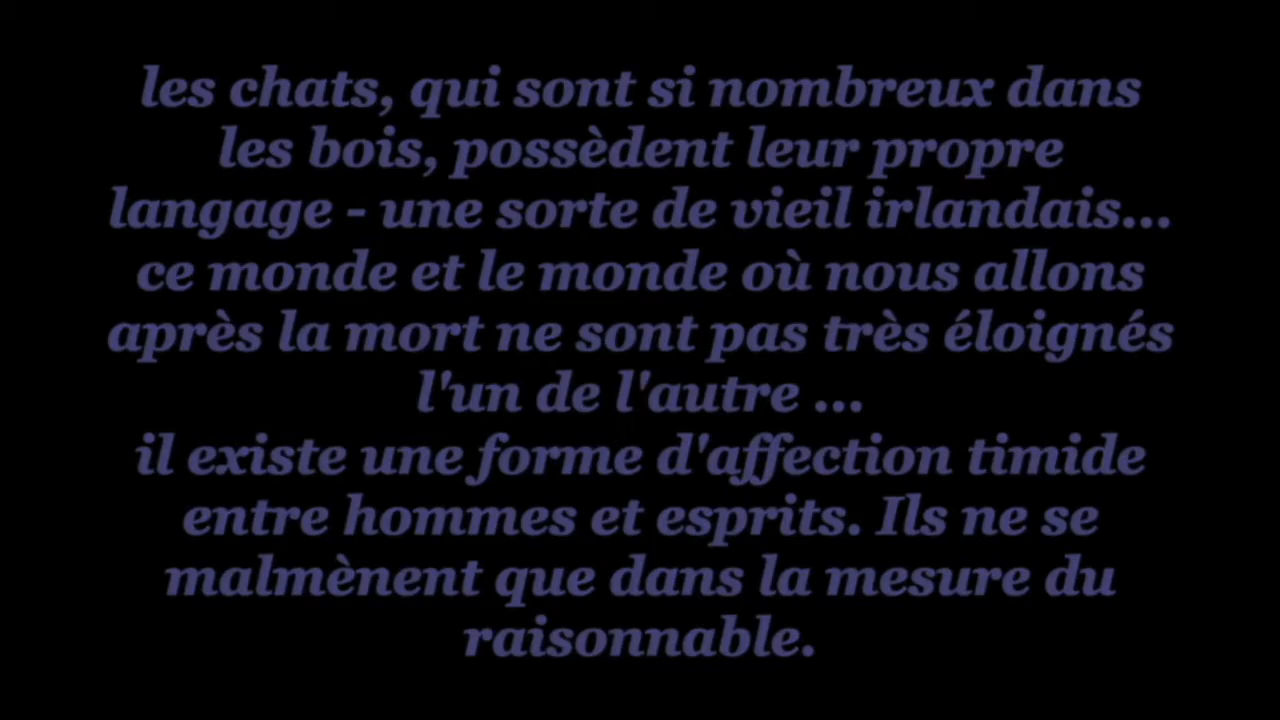 les chats, qui sont si nombreux dans
les bois, possèdent leur propre
langage - une sorte de vieil irlandais...
ce monde et le monde où nous allons
après la mort ne sont pas très éloignés
l'un de l'autre ...
il existe une forme d'affection timide
entre hommes et esprits. Ils ne se
malmènent que dans la mesure du
raisonnable.